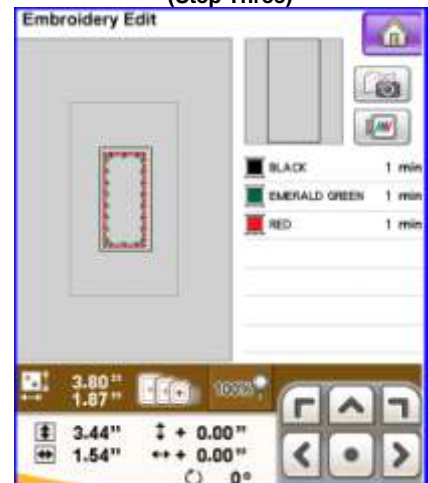 (Step Three)
Embroidery Edit
BLACK 1 min
EMERALD GREEN 1 min
RED 1 min
3.80"
1.87"
100%
3.44" + 0.00"
1.54" + 0.00"
0°